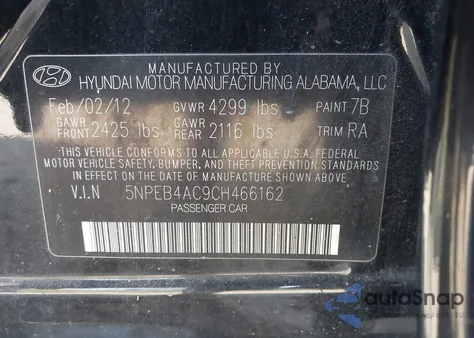 MANUFACTURED BY
HYUNDAI MOTOR MANUFACTURING ALABAMA, LLC
Feb/02/12 GVWR 4299 lbs PAINT 7B
GAWR FRONT 2425 lbs GAWR REAR 2116 lbs TRIM RA
THIS VEHICLE CONFORMS TO ALL APPLICABLE U.S.A. FEDERAL
MOTOR VEHICLE SAFETY, BUMPER, AND THEFT PREVENTION STANDARDS
IN EFFECT ON THE DATE OF MANUFACTURE SHOWN ABOVE.
V.I.N 5NPEB4AC9CH466162
PASSENGER CAR
autoSnap